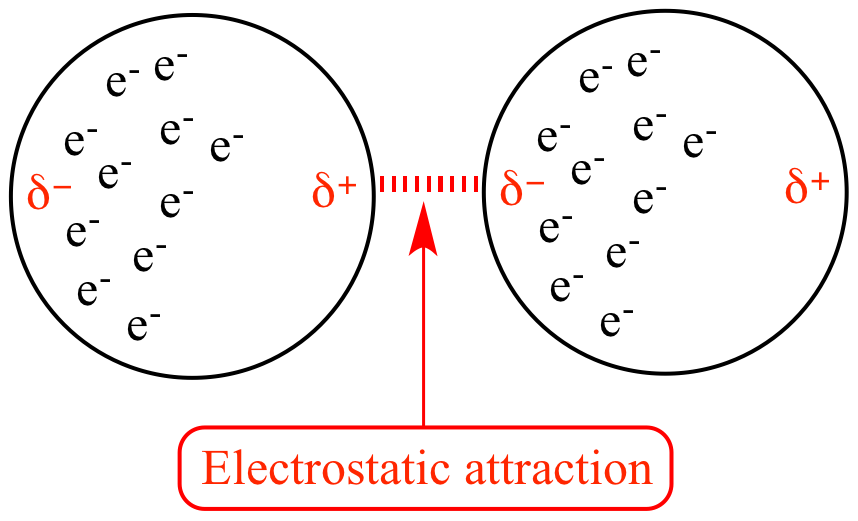 e⁻ e⁻ e⁻ e⁻
e⁻ e⁻ e⁻ e⁻ e⁻ e⁻
e⁻ e⁻
δ− δ+ δ− δ+
e⁻ e⁻
e⁻ e⁻
e⁻ e⁻
e⁻ e⁻
e⁻ e⁻
Electrostatic attraction